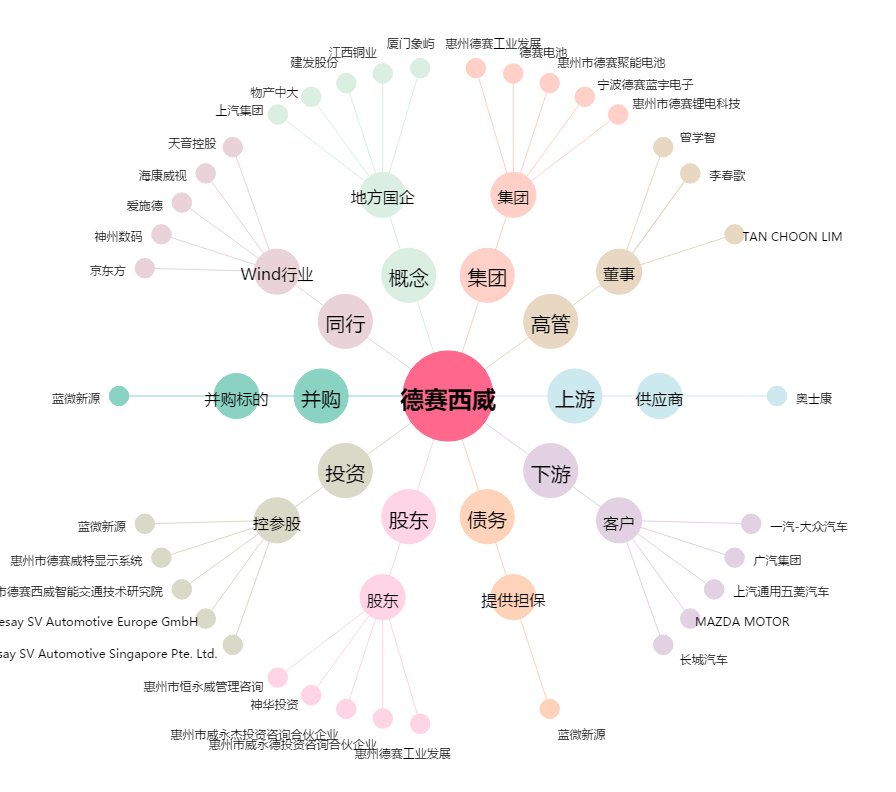 厦门象屿
惠州德赛工业发展
江西铜业
德赛电池
建发股份
惠州市德赛聚能电池
物产中大
宁波德赛蓝宇电子
上汽集团
惠州市德赛锂电科技
天音控股
曾学智
海康威视
李春歌
地方国企
集团
爱施德
神州数码
TAN CHOON LIM
京东方
Wind行业
概念
集团
董事
同行
高管
蓝微新源
并购标的
并购
德赛西威
上游
供应商
奥士康
投资
下游
蓝微新源
控参股
股东
债务
客户
一汽-大众汽车
惠州市德赛威特显示系统
广汽集团
市德赛西威智能交通技术研究院
上汽通用五菱汽车
股东
提供担保
esay SV Automotive Europe GmbH
MAZDA MOTOR
say SV Automotive Singapore Pte. Ltd.
长城汽车
惠州市恒永威管理咨询
神华投资
惠州市威永杰投资咨询合伙企业
蓝微新源
惠州市威永德投资咨询合伙企业
惠州德赛工业发展